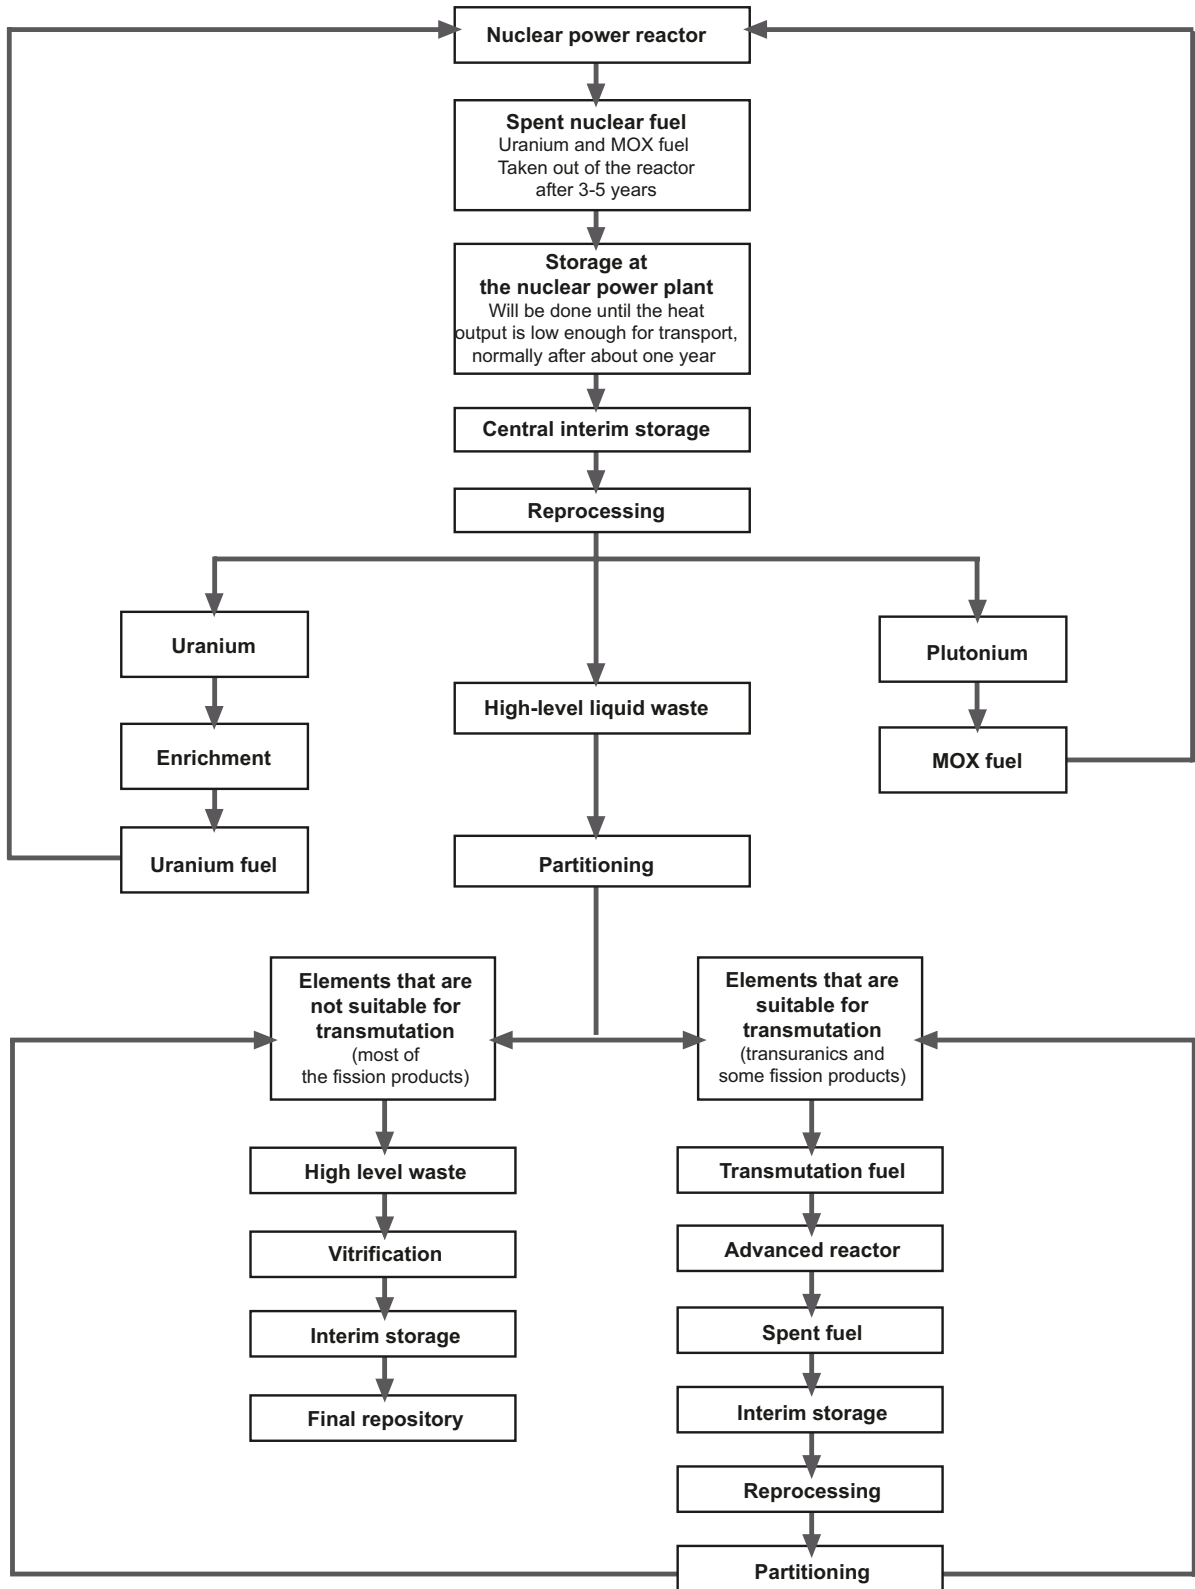 Nuclear power reactor
Spent nuclear fuel
Uranium and MOX fuel
Taken out of the reactor
after 3-5 years
Storage at
the nuclear power plant
Will be done until the heat
output is low enough for transport,
normally after about one year
Central interim storage
Reprocessing
Uranium
Enrichment
Uranium fuel
High-level liquid waste
Partitioning
Plutonium
MOX fuel
Elements that are
not suitable for
transmutation
(most of
the fission products)
High level waste
Vitrification
Interim storage
Final repository
Elements that are
suitable for
transmutation
(transuranics and
some fission products)
Transmutation fuel
Advanced reactor
Spent fuel
Interim storage
Reprocessing
Partitioning